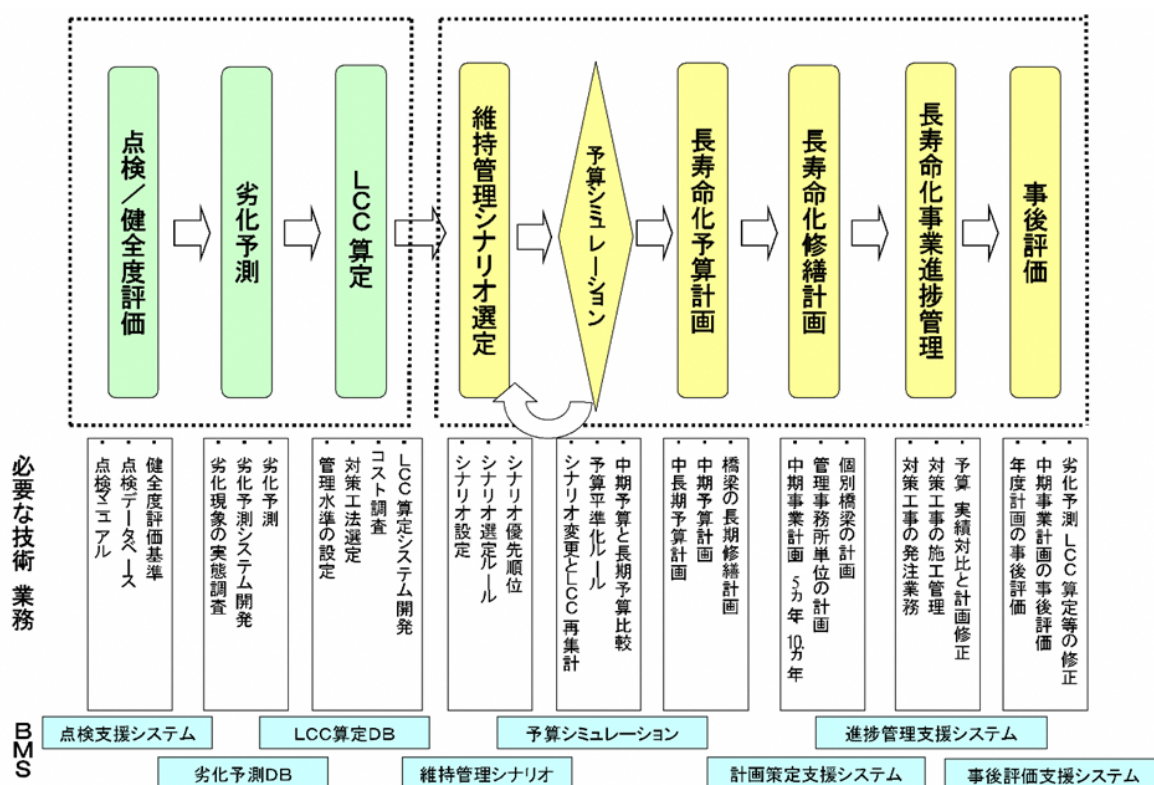 点検／健全度評価
劣化予測
LCC算定
維持管理シナリオ選定
予算シミュレーション
長寿命化予算計画
長寿命化修繕計画
長寿命化事業進捗管理
事後評価
必要な技術 業務
・健全度評価基準
・点検データベース
・点検マニュアル
・劣化予測
・劣化予測システム開発
・劣化現象の実態調査
・LCC算定システム開発
・コスト調査
・対策工法選定
・管理水準の設定
・シナリオ優先順位
・シナリオ選定ルール
・シナリオ設定
・中期予算と長期予算比較
・予算平準化ルール
・シナリオ変更とLCC再集計
・橋梁の長期修繕計画
・中期予算計画
・中長期予算計画
・個別橋梁の計画
・管理事務所単位の計画
・中期事業計画 5ヵ年 10ヵ年
・予算 実績対比と計画修正
・対策工事の施工管理
・対策工事の発注業務
・劣化予測 LCC算定等の修正
・中期事業計画の事後評価
・年度計画の事後評価
BMS
点検支援システム
劣化予測DB
LCC算定DB
維持管理シナリオ
予算シミュレーション
計画策定支援システム
進捗管理支援システム
事後評価支援システム